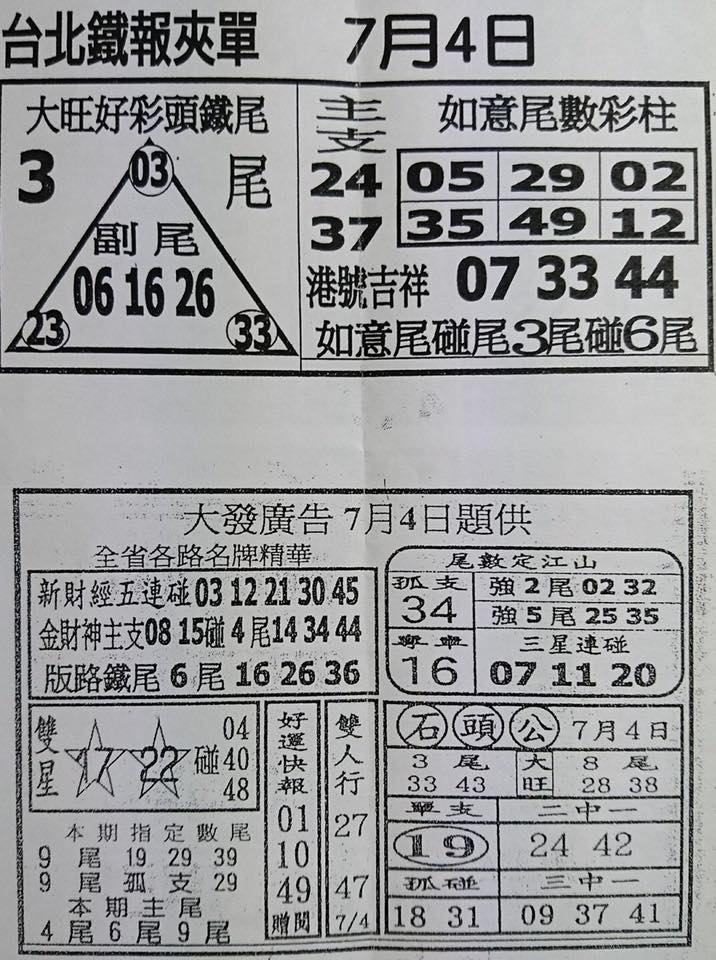 台北鐵報夾單 7月4日
大旺好彩頭鐵尾
3 03 尾
副尾
06 16 26
23 33
主支
24
37
如意尾數彩柱
05 29 02
35 49 12
港號吉祥 07 33 44
如意尾碰尾3尾碰6尾
大發廣告7月4日題供
全省各路名牌精華
新財經五連碰 03 12 21 30 45
金財神主支08 15碰4尾14 34 44
版路鐵尾 6尾 16 26 36
尾數定江山
孤支
34
強2尾 02 32
強5尾 25 35
16
三星連碰
07 11 20
雙星
17 22 碰
04
40
48
本期指定數尾
9尾 19 29 39
9尾孤支 29
本期主尾
4尾6尾9尾
好運快報
01
10
49
贈閱
雙人行
27
47
7/4
石頭公 7月4日
3尾
33 43
大旺
8尾
28 38
單支
19
二中一
24 42
孤碰
18 31
三中一
09 37 41